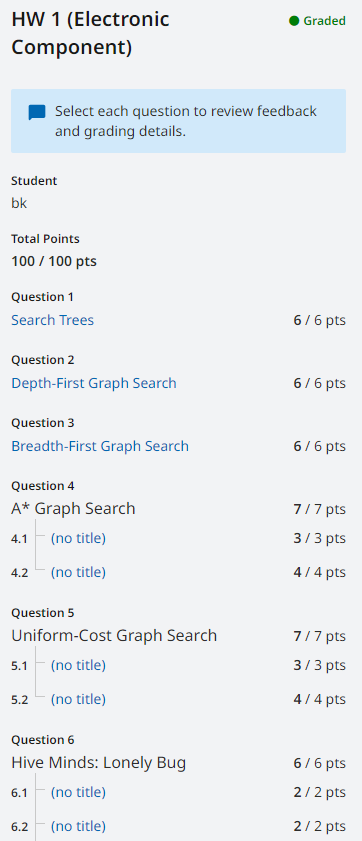 HW 1 (Electronic
Component)
Graded
Select each question to review feedback
and grading details.
Student
bk
Total Points
100 / 100 pts
Question 1
Search Trees 6 / 6 pts
Question 2
Depth-First Graph Search 6 / 6 pts
Question 3
Breadth-First Graph Search 6 / 6 pts
Question 4
A* Graph Search 7 / 7 pts
4.1 (no title) 3 / 3 pts
4.2 (no title) 4 / 4 pts
Question 5
Uniform-Cost Graph Search 7 / 7 pts
5.1 (no title) 3 / 3 pts
5.2 (no title) 4 / 4 pts
Question 6
Hive Minds: Lonely Bug 6 / 6 pts
6.1 (no title) 2 / 2 pts
6.2 (no title) 2 / 2 pts